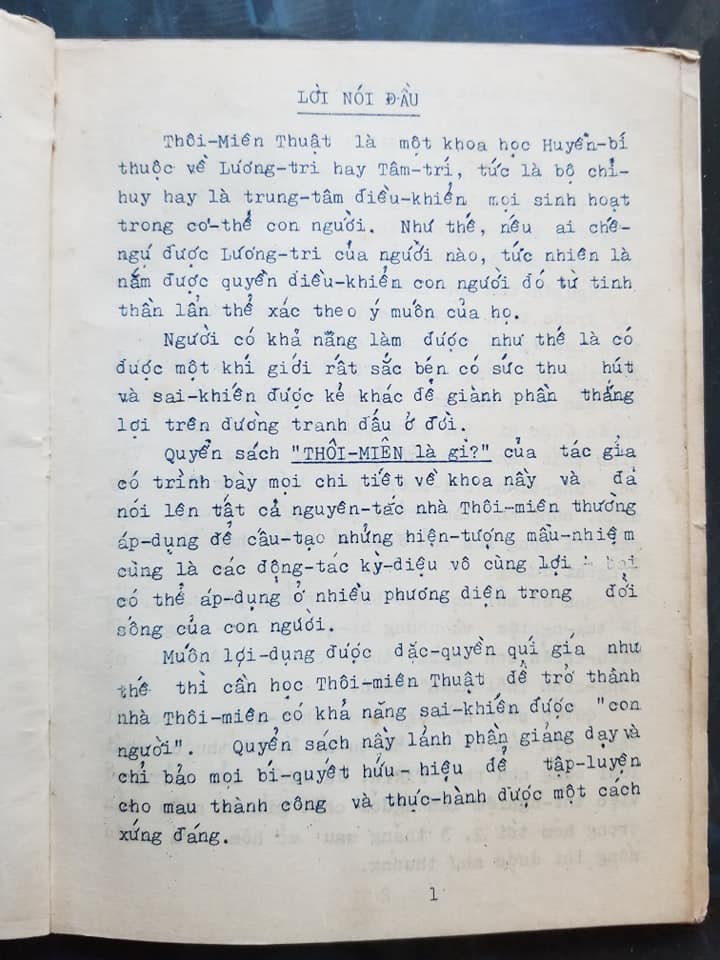 LỜI NÓI ĐẦU
Thôi-Miên Thuật là một khoa học Huyền-bí
thuộc về Lương-tri hay Tâm-trí, tức là bộ chỉ-
huy hay là trung-tâm điều-khiển mọi sinh hoạt
trong cơ-thể con người. Như thế, nếu ai chế-
ngự được Lương-tri của người nào, tức nhiên là
nắm được quyền điều-khiển con người đó từ tinh
thần lẩn thể xác theo ý muốn của họ.
Người có khả năng làm được như thế là có
được một khí giới rất sắc bén có sức thu hút
và sai-khiến được kẻ khác để giành phần thắng
lợi trên đường tranh đấu ở đời.
Quyển sách "THÔI-MIÊN là gì?" của tác gỉa
có trình bày mọi chi tiết về khoa nầy và đả
nói lên tất cả nguyên-tắc nhà Thôi-miên thường
áp-dụng để cấu-tạo những hiện-tượng mầu-nhiệm
củng là các động-tác kỳ-diệu vô cùng lợi - hại
có thể áp-dụng ở nhiều phương diện trong đời
sống của con người.
Muốn lợi-dụng được đặc-quyền quí giá như
thế thì cần học Thôi-miên Thuật để trở thành
nhà Thôi-miên có khả năng sai-khiến được "con
người". Quyển sách nầy lảnh phần giảng dạy và
chỉ bảo mọi bí-quyết hứu-hiệu để tập-luyện
cho mau thành công và thực-hành được một cách
xứng đáng.
1